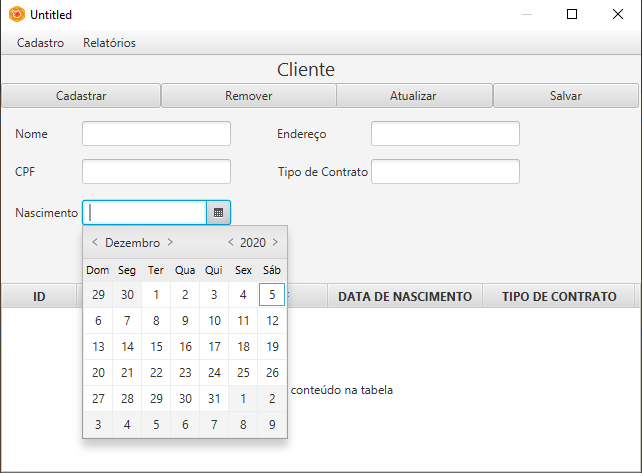 Untitled
Cadastro Relatórios
Cliente
Cadastrar Remover Atualizar Salvar
Nome Endereço
CPF Tipo de Contrato
Nascimento
Dezembro 2020
Dom Seg Ter Qua Qui Sex Sáb
29 30 1 2 3 4 5
ID DATA DE NASCIMENTO TIPO DE CONTRATO
6 7 8 9 10 11 12
13 14 15 16 17 18 19
20 21 22 23 24 25 26
conteúdo na tabela
27 28 29 30 31 1 2
3 4 5 6 7 8 9